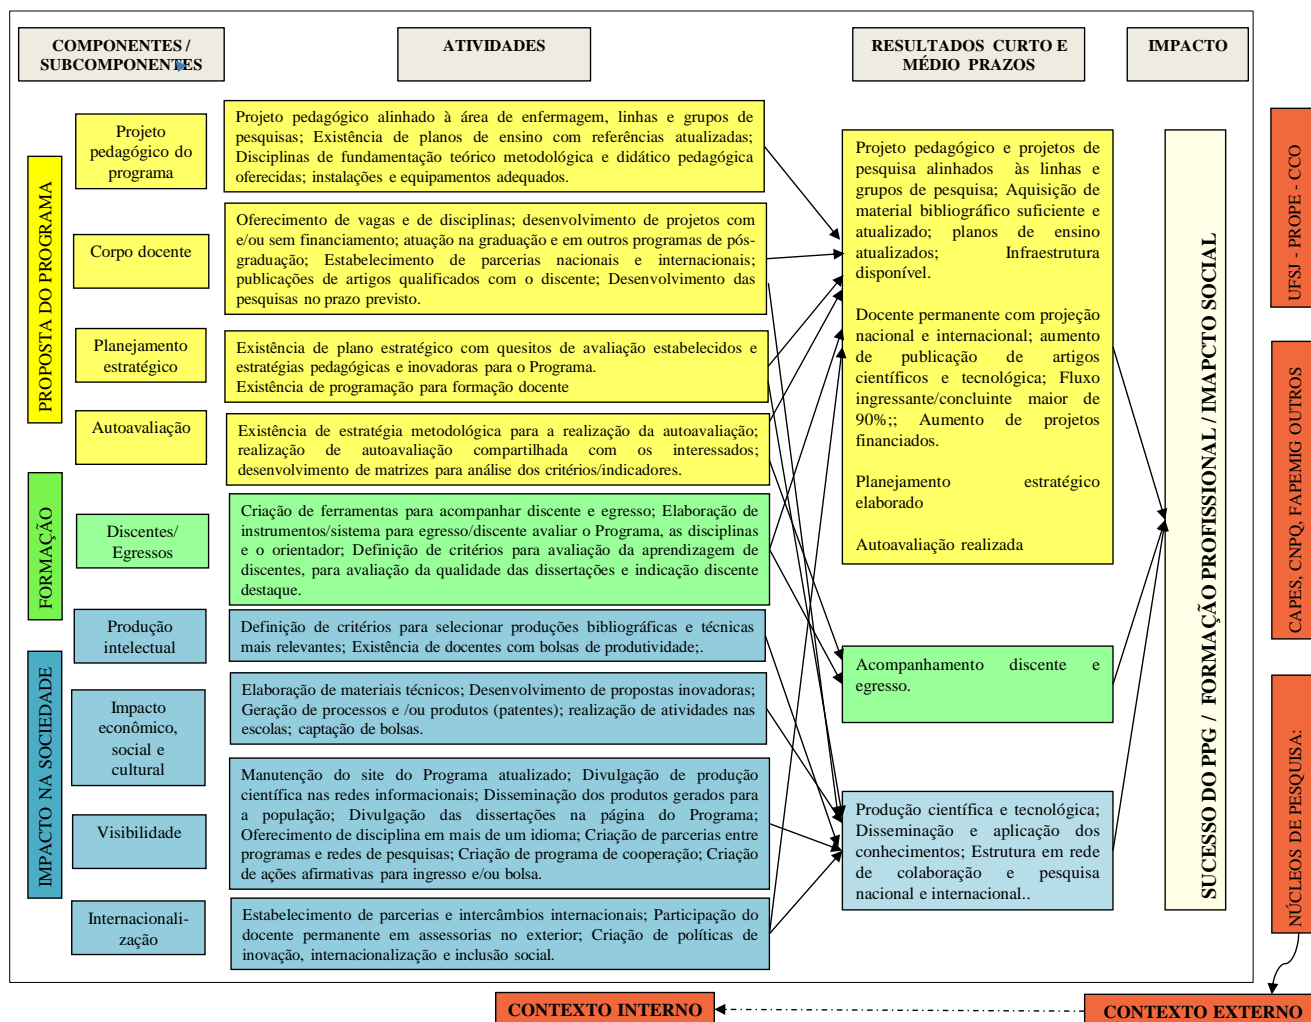 COMPONENTES /
SUBCOMPONENTES
ATIVIDADES
RESULTADOS CURTO E
MÉDIO PRAZOS
IMPACTO
PROPOSTA DO PROGRAMA
Projeto
pedagógico do
programa
Projeto pedagógico alinhado à área de enfermagem, linhas e grupos de
pesquisas; Existência de planos de ensino com referências atualizadas;
Disciplinas de fundamentação teórico metodológica e didático pedagógica
oferecidas; instalações e equipamentos adequados.
Corpo docente
Oferecimento de vagas e de disciplinas; desenvolvimento de projetos com
e/ou sem financiamento; atuação na graduação e em outros programas de pós-
graduação; Estabelecimento de parcerias nacionais e internacionais;
publicações de artigos qualificados com o discente; Desenvolvimento das
pesquisas no prazo previsto.
Planejamento
estratégico
Existência de plano estratégico com quesitos de avaliação estabelecidos e
estratégias pedagógicas e inovadoras para o Programa.
Existência de programação para formação docente
Autoavaliação
Existência de estratégia metodológica para a realização da autoavaliação;
realização de autoavaliação compartilhada com os interessados;
desenvolvimento de matrizes para análise dos critérios/indicadores.
FORMAÇÃO
Discentes/
Egressos
Criação de ferramentas para acompanhar discente e egresso; Elaboração de
instrumentos/sistema para egresso/discente avaliar o Programa, as disciplinas
e o orientador; Definição de critérios para avaliação da aprendizagem de
discentes, para avaliação da qualidade das dissertações e indicação discente
destaque.
IMPACTO NA SOCIEDADE
Produção
intelectual
Definição de critérios para selecionar produções bibliográficas e técnicas
mais relevantes; Existência de docentes com bolsas de produtividade;.
Impacto
econômico,
social e
cultural
Elaboração de materiais técnicos; Desenvolvimento de propostas inovadoras;
Geração de processos e /ou produtos (patentes); realização de atividades nas
escolas; captação de bolsas.
Visibilidade
Manutenção do site do Programa atualizado; Divulgação de produção
científica nas redes informacionais; Disseminação dos produtos gerados para
a população; Divulgação das dissertações na página do Programa;
Oferecimento de disciplina em mais de um idioma; Criação de parcerias entre
programas e redes de pesquisas; Criação de programa de cooperação; Criação
de ações afirmativas para ingresso e/ou bolsa.
Internacionali-
zação
Estabelecimento de parcerias e intercâmbios internacionais; Participação do
docente permanente em assessorias no exterior; Criação de políticas de
inovação, internacionalização e inclusão social.
Projeto pedagógico e projetos de
pesquisa alinhados às linhas e
grupos de pesquisa; Aquisição de
material bibliográfico suficiente e
atualizado; planos de ensino
atualizados; Infraestrutura
disponível.
Docente permanente com projeção
nacional e internacional; aumento
de publicação de artigos
científicos e tecnológica; Fluxo
ingressante/concluinte maior de
90%;; Aumento de projetos
financiados.
Planejamento estratégico
elaborado
Autoavaliação realizada
Acompanhamento discente e
egresso.
Produção científica e tecnológica;
Disseminação e aplicação dos
conhecimentos; Estrutura em rede
de colaboração e pesquisa
nacional e internacional..
SUCESSO DO PPG / FORMAÇÃO PROFISSIONAL / IMAPCTO SOCIAL
UFSJ - PROPE - CCO
CAPES, CNPQ, FAPEMIG OUTROS
NÚCLEOS DE PESQUISA:
CONTEXTO INTERNO
CONTEXTO EXTERNO